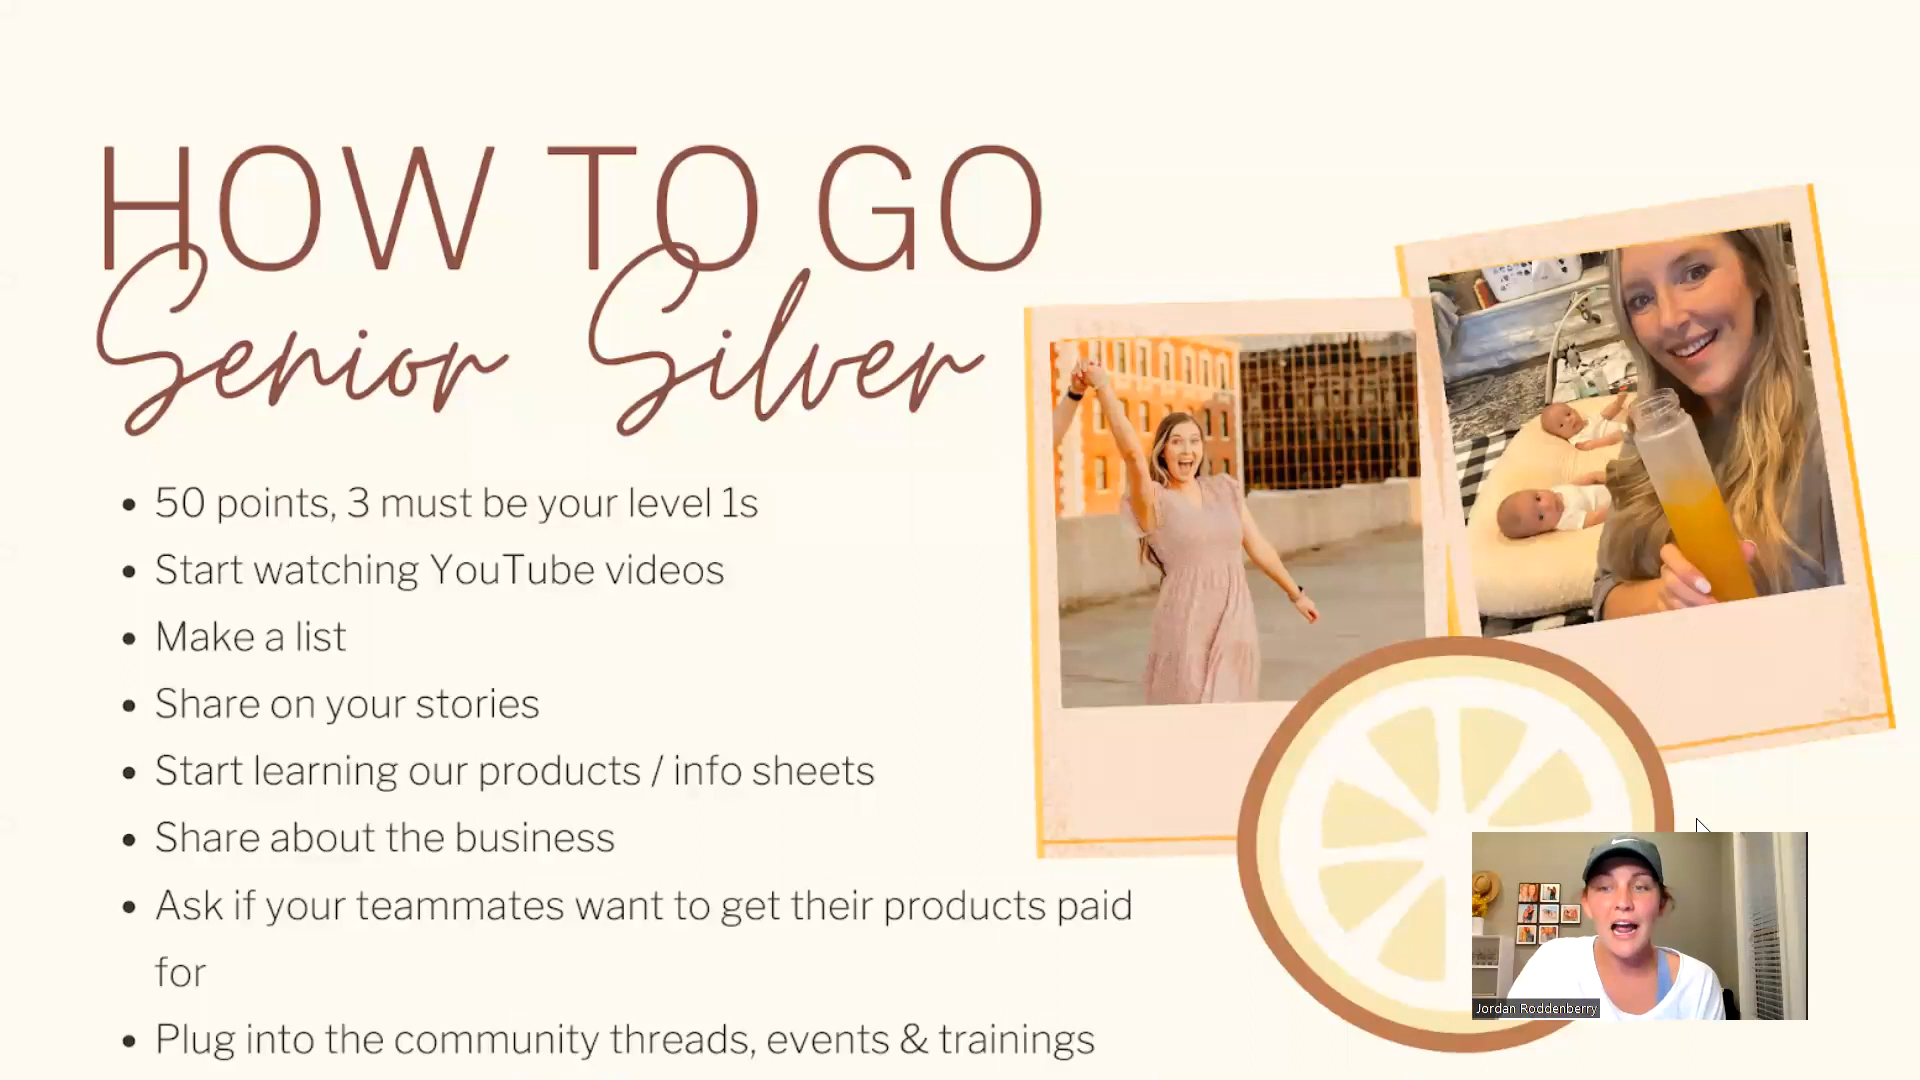 HOW TO GO
Senior Silver
• 50 points, 3 must be your level 1s
• Start watching YouTube videos
• Make a list
• Share on your stories
• Start learning our products / info sheets
• Share about the business
• Ask if your teammates want to get their products paid
for
• Plug into the community threads, events & trainings
Jordan Roddenberry